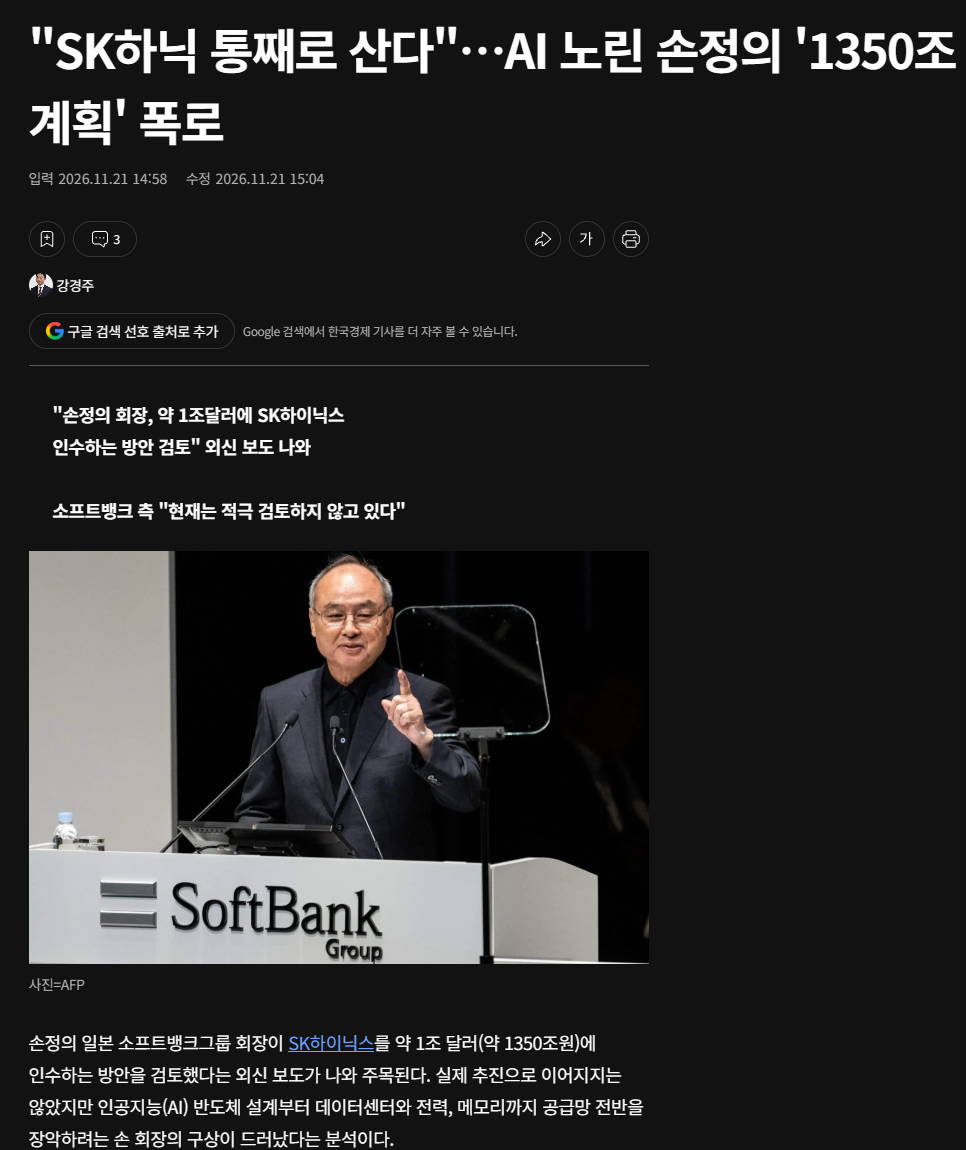 "SK하닉 통째로 산다"…AI 노린 손정의 '1350조
계획' 폭로
입력 2026.11.21 14:58 수정 2026.11.21 15:04
3
가
강경주
구글 검색 선호 출처로 추가
Google 검색에서 한국경제 기사를 더 자주 볼 수 있습니다.
"손정의 회장, 약 1조달러에 SK하이닉스
인수하는 방안 검토" 외신 보도 나와
소프트뱅크 측 "현재는 적극 검토하지 않고 있다"
SoftBank
Group
사진=AFP
손정의 일본 소프트뱅크그룹 회장이 SK하이닉스를 약 1조 달러(약 1350조원)에
인수하는 방안을 검토했다는 외신 보도가 나와 주목된다. 실제 추진으로 이어지지는
않았지만 인공지능(AI) 반도체 설계부터 데이터센터와 전력, 메모리까지 공급망 전반을
장악하려는 손 회장의 구상이 드러났다는 분석이다.